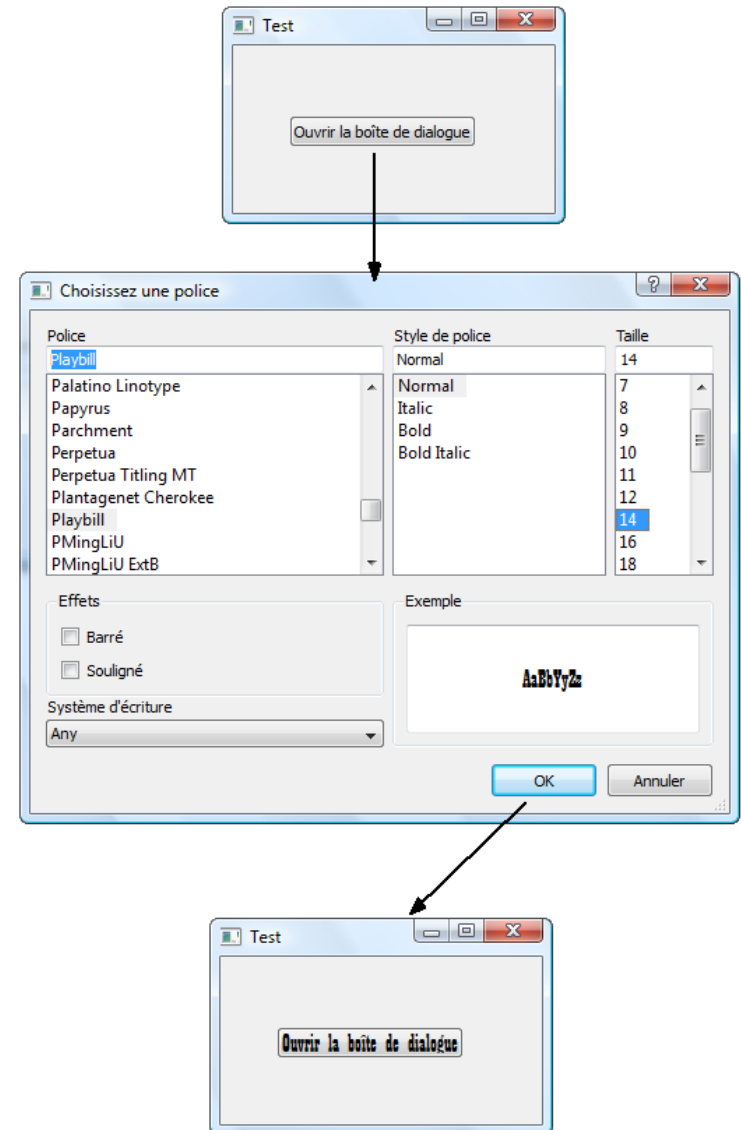 Test
Ouvrir la boîte de dialogue
Choisissez une police
Police
Style de police
Taille
Playbill
Normal
14
Palatino Linotype
Papyrus
Parchment
Perpetua
Perpetua Titling MT
Plantagenet Cherokee
Playbill
PMingLiU
PMingLiU ExtB
Normal
Italic
Bold
Bold Italic
7
8
9
10
11
12
14
16
18
Effets
Barré
Souligné
Système d'écriture
Any
Exemple
AaBbYyZz
OK
Annuler
Test
Ouvrir la boîte de dialogue